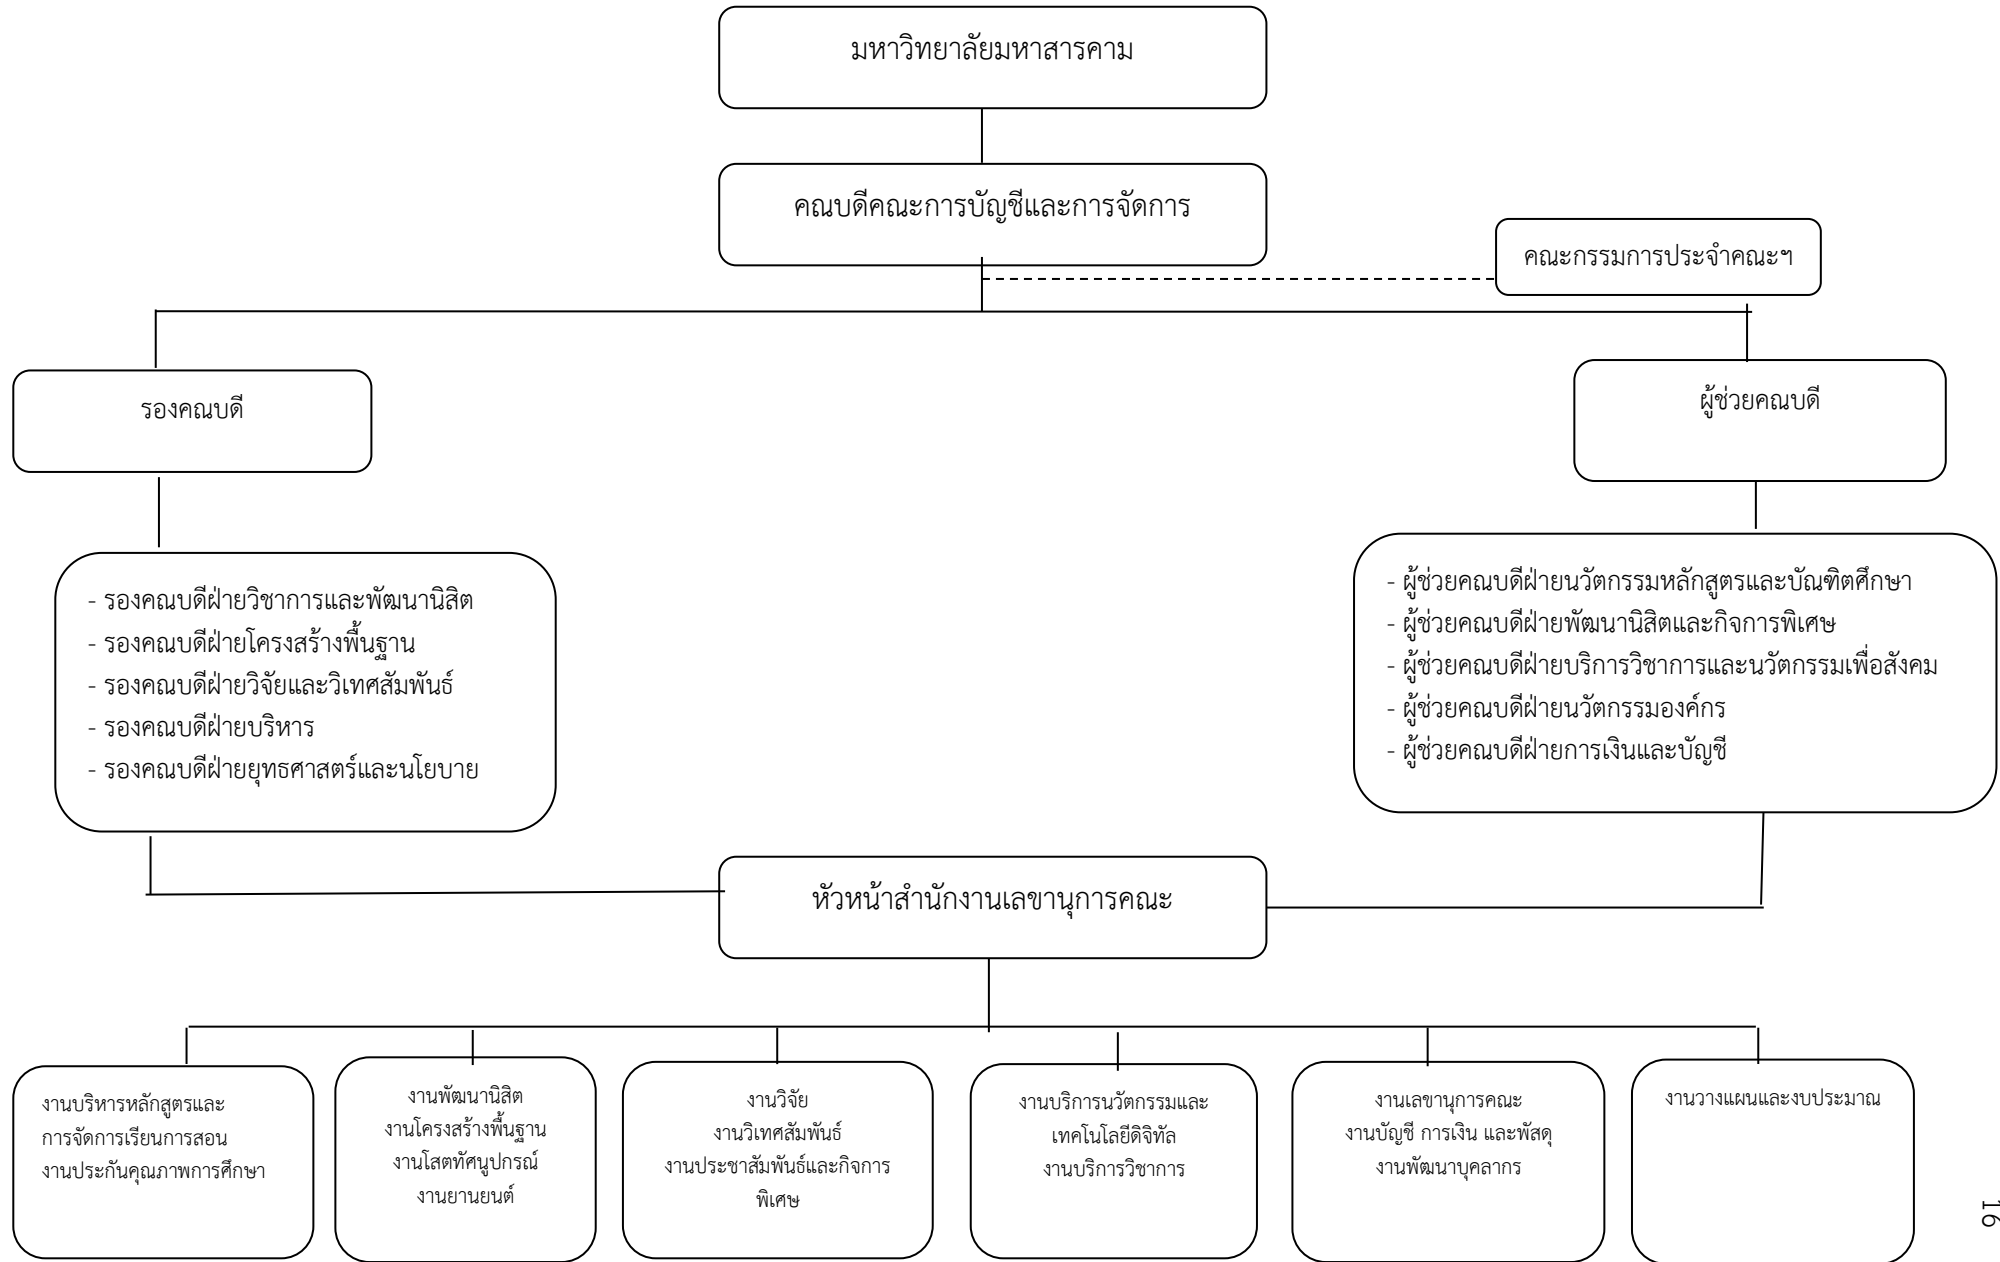 มหาวิทยาลัยมหาสารคาม
คณบดีคณะการบัญชีและการจัดการ
คณะกรรมการประจำคณะฯ
รองคณบดี
ผู้ช่วยคณบดี
- รองคณบดีฝ่ายวิชาการและพัฒนานิสิต
- รองคณบดีฝ่ายโครงสร้างพื้นฐาน
- รองคณบดีฝ่ายวิจัยและวิเทศสัมพันธ์
- รองคณบดีฝ่ายบริหาร
- รองคณบดีฝ่ายยุทธศาสตร์และนโยบาย
- ผู้ช่วยคณบดีฝ่ายนวัตกรรมหลักสูตรและบัณฑิตศึกษา
- ผู้ช่วยคณบดีฝ่ายพัฒนานิสิตและกิจการพิเศษ
- ผู้ช่วยคณบดีฝ่ายบริการวิชาการและนวัตกรรมเพื่อสังคม
- ผู้ช่วยคณบดีฝ่ายนวัตกรรมองค์กร
- ผู้ช่วยคณบดีฝ่ายการเงินและบัญชี
หัวหน้าสำนักงานเลขานุการคณะ
งานบริหารหลักสูตรและ
การจัดการเรียนการสอน
งานประกันคุณภาพการศึกษา
งานพัฒนานิสิต
งานโครงสร้างพื้นฐาน
งานโสตทัศนูปกรณ์
งานยานยนต์
งานวิจัย
งานวิเทศสัมพันธ์
งานประชาสัมพันธ์และกิจการ
พิเศษ
งานบริการนวัตกรรมและ
เทคโนโลยีดิจิทัล
งานบริการวิชาการ
งานเลขานุการคณะ
งานบัญชี การเงิน และพัสดุ
งานพัฒนาบุคลากร
งานวางแผนและงบประมาณ
16